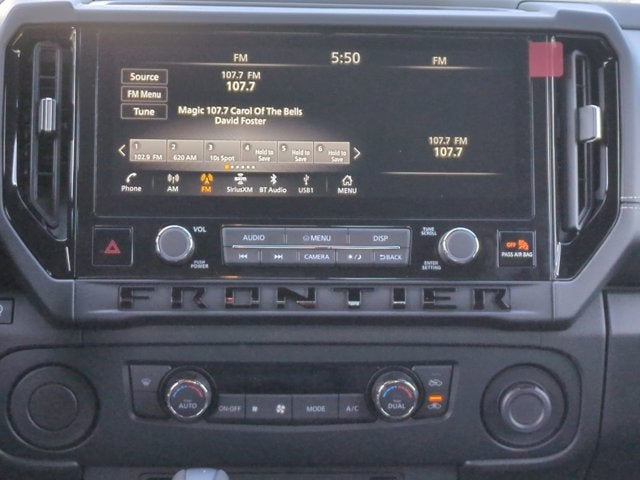 FM 5:50 FM
Source
FM Menu
Tune
107.7 FM
107.7
Magic 107.7 Carol Of The Bells
David Foster
107.7 FM
107.7
1 2 3 4 5 6
102.9 FM 620 AM 10s Spot Hold to Save Hold to Save Hold to Save
Phone AM FM SiriusXM BT Audio USB1 MENU
VOL
PUSH
POWER
AUDIO MENU DISP
CAMERA BACK
TUNE
SCROLL
ENTER
SETTING
OFF
PASS AIR BAG
FRONTIER
AUTO ON·OFF MODE A/C DUAL